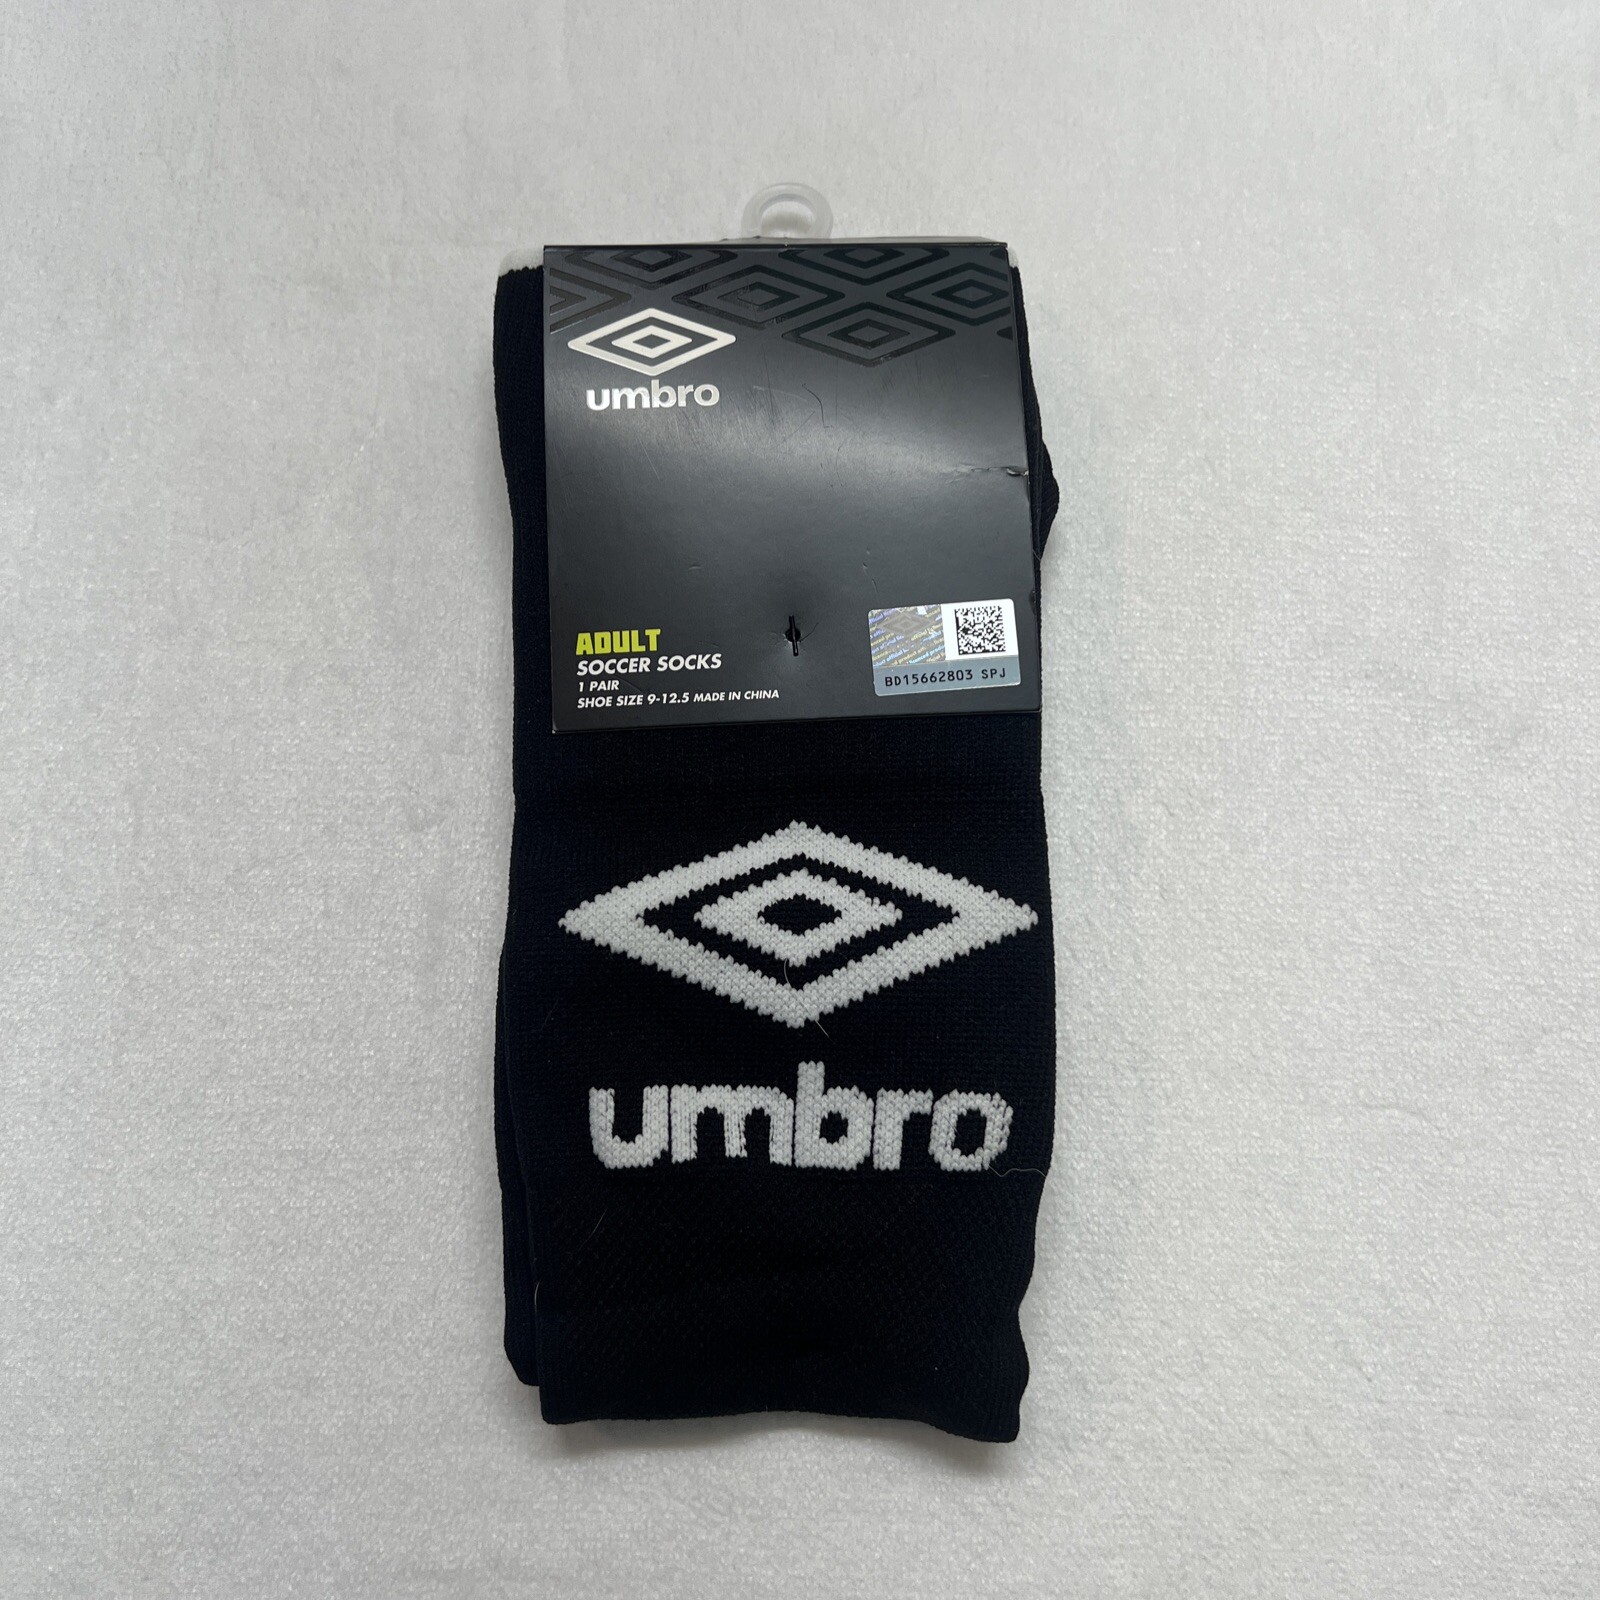 umbro
ADULT
SOCCER SOCKS
1 PAIR
SHOE SIZE 9-12.5 MADE IN CHINA
BD15662803 SPJ
umbro